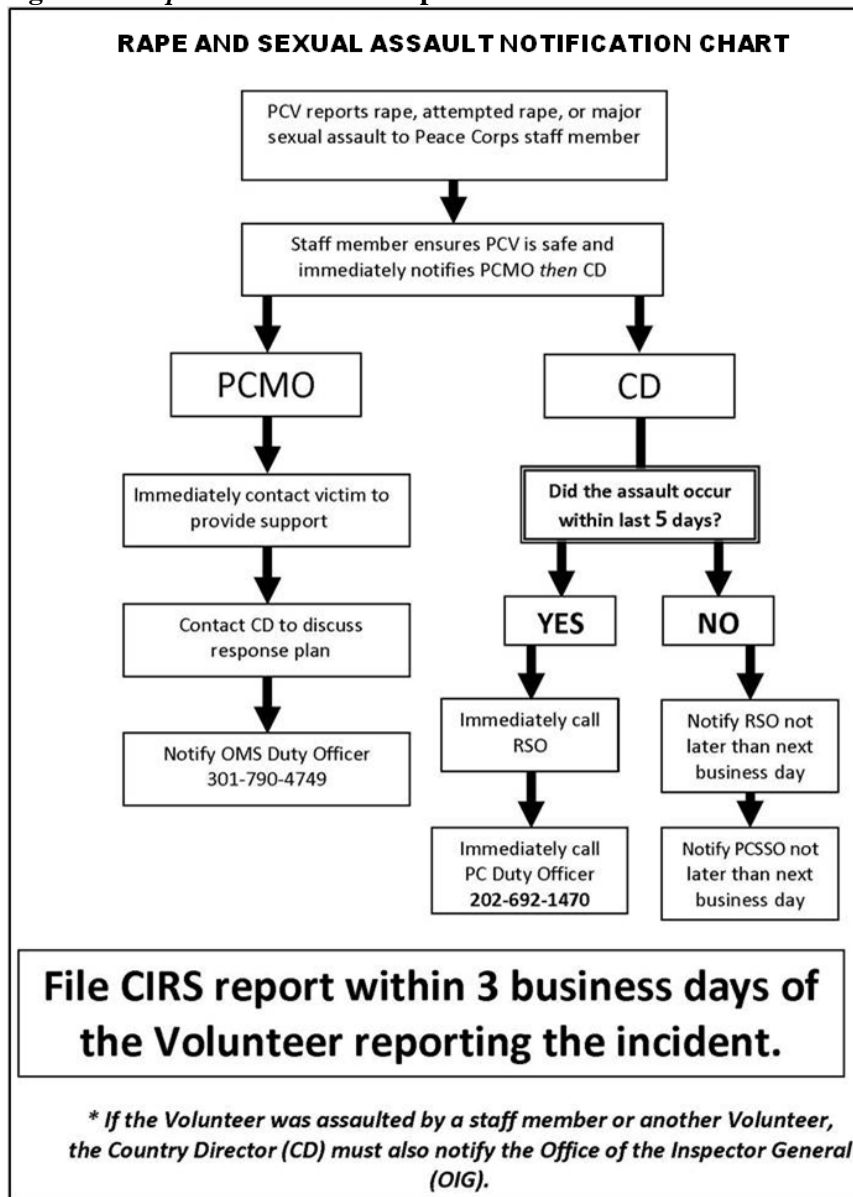 RAPE AND SEXUAL ASSAULT NOTIFICATION CHART
PCV reports rape, attempted rape, or major
sexual assault to Peace Corps staff member
Staff member ensures PCV is safe and
immediately notifies PCMO then CD
PCMO
CD
Immediately contact victim to
provide support
Did the assault occur
within last 5 days?
Contact CD to discuss
response plan
YES
NO
Notify OMS Duty Officer
301-790-4749
Immediately call
RSO
Notify RSO not
later than next
business day
Immediately call
PC Duty Officer
202-692-1470
Notify PCSSO not
later than next
business day
File CIRS report within 3 business days of
the Volunteer reporting the incident.
* If the Volunteer was assaulted by a staff member or another Volunteer,
the Country Director (CD) must also notify the Office of the Inspector General
(OIG).